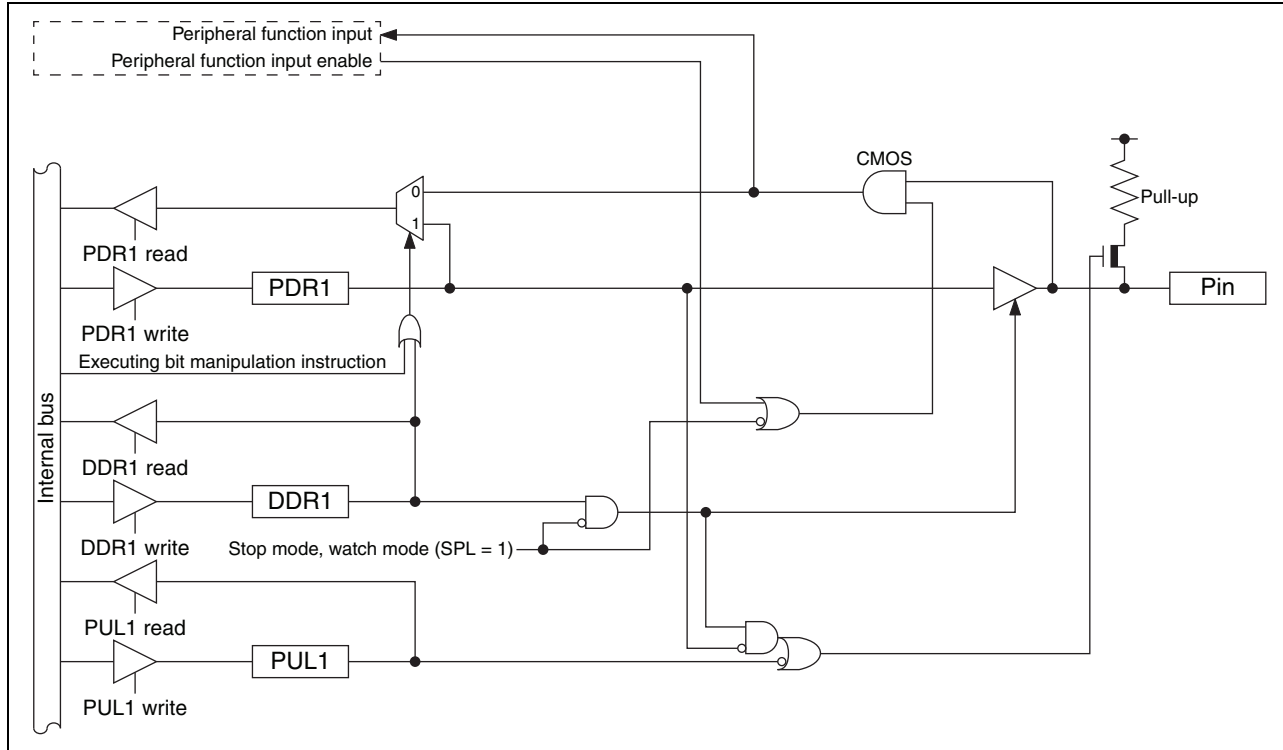 Peripheral function input
Peripheral function input enable
CMOS
0
Pull-up
1
PDR1 read
PDR1
Pin
PDR1 write
Executing bit manipulation instruction
Internal bus
DDR1 read
DDR1
DDR1 write
Stop mode, watch mode (SPL = 1)
PUL1 read
PUL1
PUL1 write